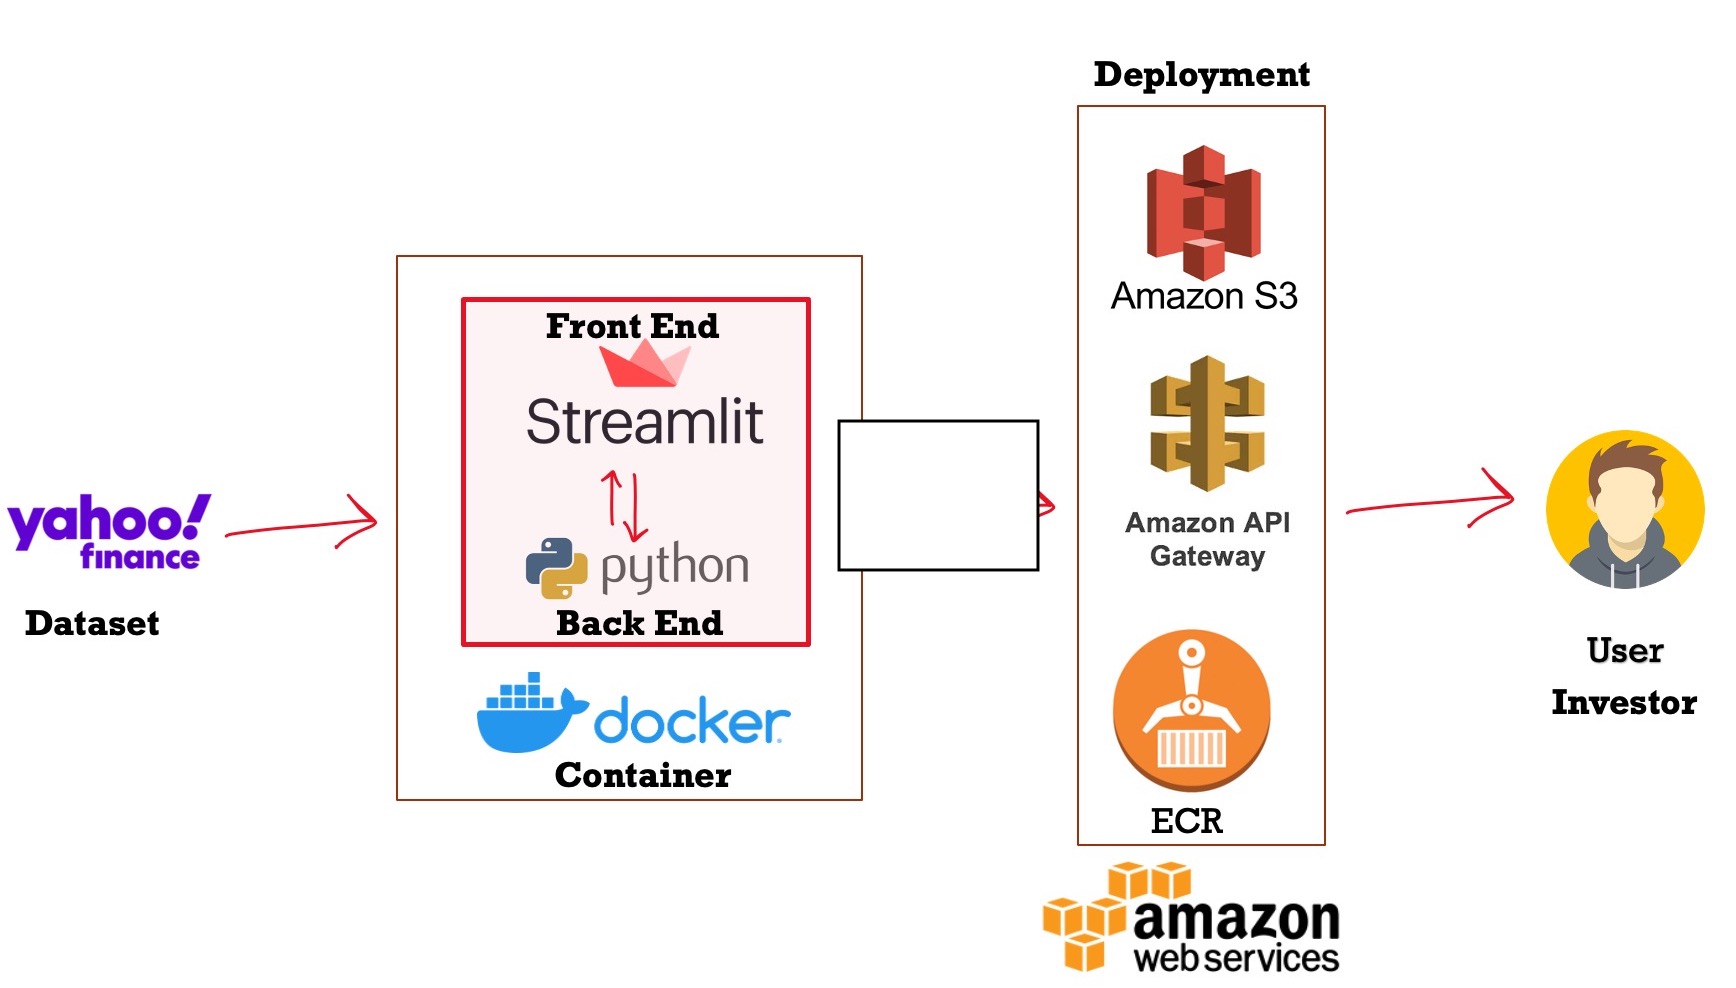 yahoo!
finance
Dataset
Front End
Streamlit
python
Back End
docker
Container
Deployment
Amazon S3
Amazon API
Gateway
ECR
amazon
web services
User
Investor